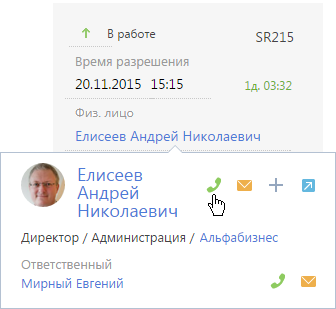 В работе SR215
Время разрешения
20.11.2015 15:15 1д. 03:32
Физ. лицо
Елисеев Андрей Николаевич
Елисеев
Андрей
Николаевич
Директор / Администрация / Альфабизнес
Ответственный
Мирный Евгений